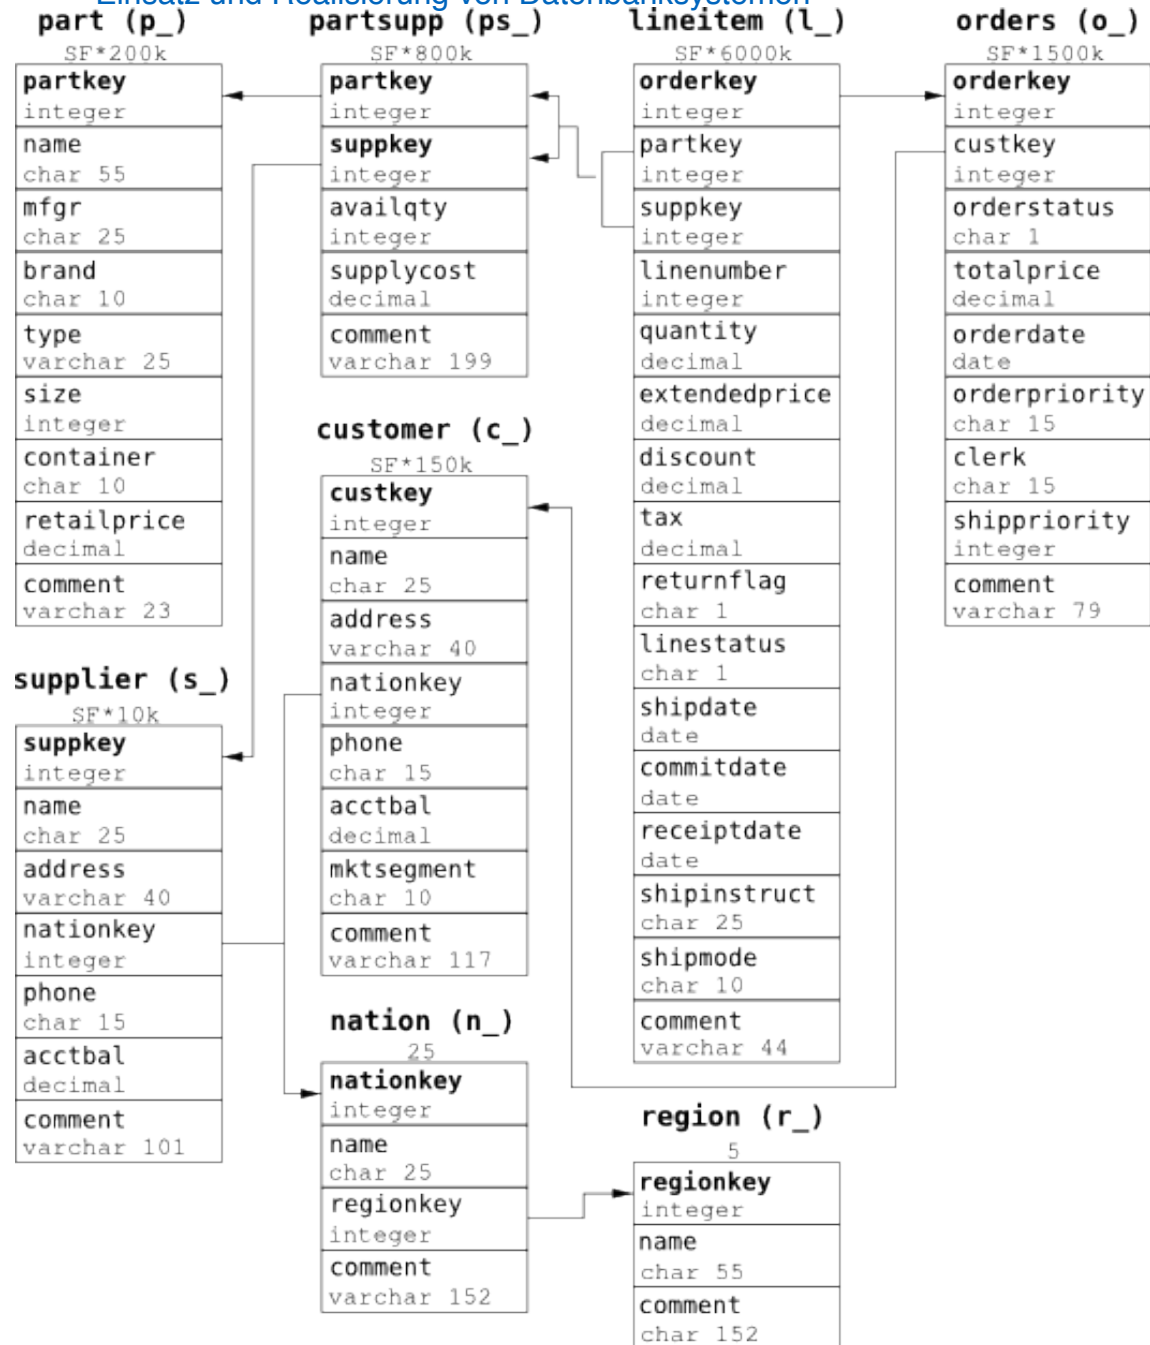 Einsatz und Realisierung von Datenbanksystemen
part (p_)
SF*200k
partkey
integer
name
char 55
mfgr
char 25
brand
char 10
type
varchar 25
size
integer
container
char 10
retailprice
decimal
comment
varchar 23
supplier (s_)
SF*10k
suppkey
integer
name
char 25
address
varchar 40
nationkey
integer
phone
char 15
acctbal
decimal
comment
varchar 101
partsupp (ps_)
SF*800k
partkey
integer
suppkey
integer
availqty
integer
supplycost
decimal
comment
varchar 199
customer (c_)
SF*150k
custkey
integer
name
char 25
address
varchar 40
nationkey
integer
phone
char 15
acctbal
decimal
mktsegment
char 10
comment
varchar 117
nation (n_)
25
nationkey
integer
name
char 25
regionkey
integer
comment
varchar 152
lineitem (l_)
SF*6000k
orderkey
integer
partkey
integer
suppkey
integer
linenumber
integer
quantity
decimal
extendedprice
decimal
discount
decimal
tax
decimal
returnflag
char 1
linestatus
char 1
shipdate
date
commitdate
date
receiptdate
date
shipinstruct
char 25
shipmode
char 10
comment
varchar 44
region (r_)
5
regionkey
integer
name
char 55
comment
char 152
orders (o_)
SF*1500k
orderkey
integer
custkey
integer
orderstatus
char 1
totalprice
decimal
orderdate
date
orderpriority
char 15
clerk
char 15
shippriority
integer
comment
varchar 79